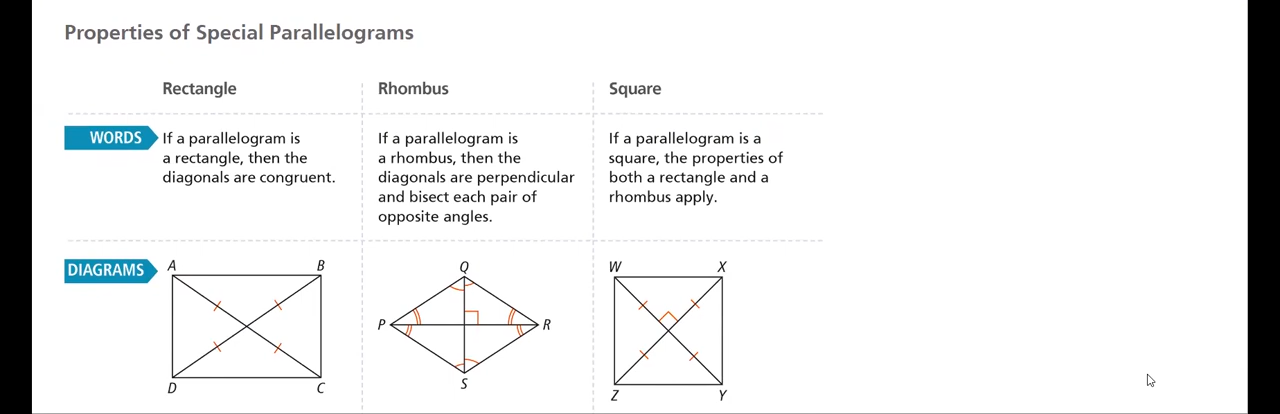 Properties of Special Parallelograms
Rectangle
Rhombus
Square
WORDS
If a parallelogram is
a rectangle, then the
diagonals are congruent.
If a parallelogram is
a rhombus, then the
diagonals are perpendicular
and bisect each pair of
opposite angles.
If a parallelogram is a
square, the properties of
both a rectangle and a
rhombus apply.
DIAGRAMS
A
B
D
C
Q
P
R
S
W
X
Z
Y